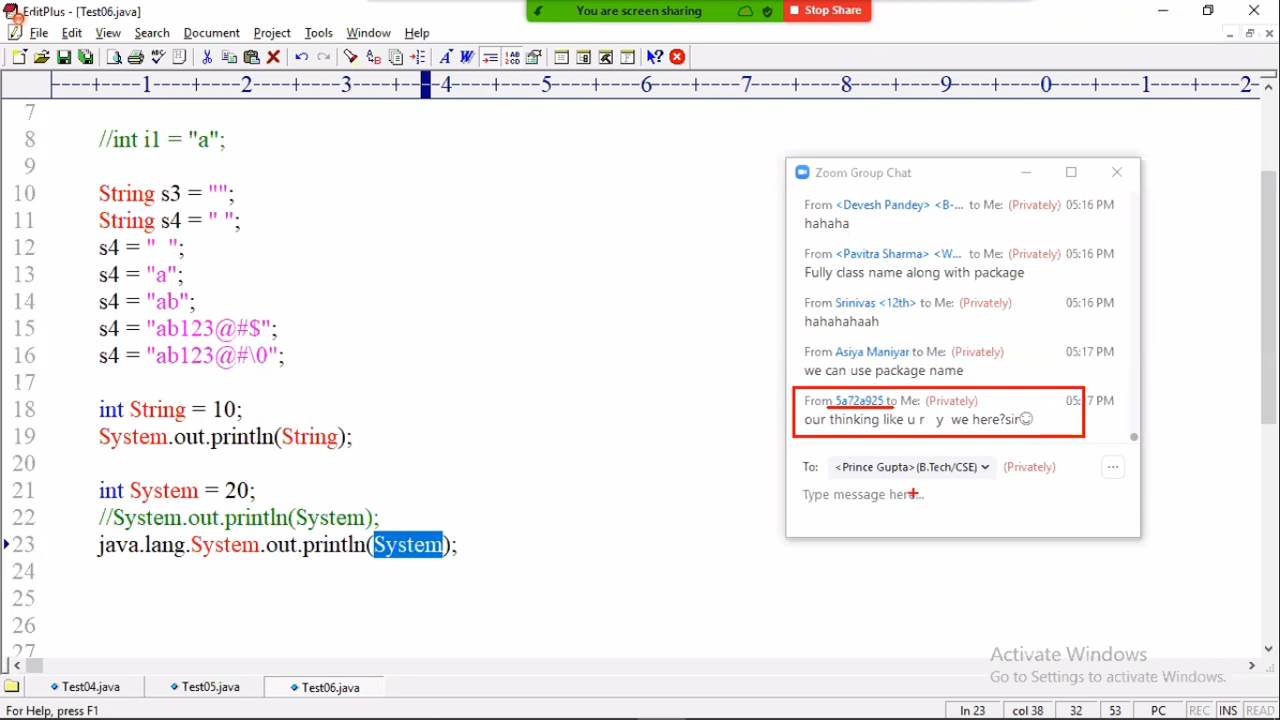 EditPlus - [Test06.java]
You are screen sharing
Stop Share
File Edit View Search Document Project Tools Window Help
----+----1----+----2----+----3----+----4----+----5----+----6----+----7----+----8----+----9----+----0----+----1----+----2-
7
8 //int i1 = "a";
9
10 String s3 = "";
11 String s4 = " ";
12 s4 = "  ";
13 s4 = "a";
14 s4 = "ab";
15 s4 = "ab123@#$";
16 s4 = "ab123@#\0";
17
18 int String = 10;
19 System.out.println(String);
20
21 int System = 20;
22 //System.out.println(System);
23 java.lang.System.out.println(System);
24
25
26
27
Zoom Group Chat
From <Devesh Pandey> <B-... to Me: (Privately) 05:16 PM
hahaha
From <Pavitra Sharma> <W... to Me: (Privately) 05:16 PM
Fully class name along with package
From Srinivas <12th> to Me: (Privately) 05:16 PM
hahahahaah
From Asiya Maniyar to Me: (Privately) 05:17 PM
we can use package name
From 5a72a925 to Me: (Privately) 05:17 PM
our thinking like u r y we here?sir☺
To: <Prince Gupta>(B.Tech/CSE) (Privately) ...
Type message here...
Activate Windows
Go to Settings to activate Windows.
Test04.java Test05.java Test06.java
For Help, press F1 ln 23 col 38 32 53 PC REC INS READ